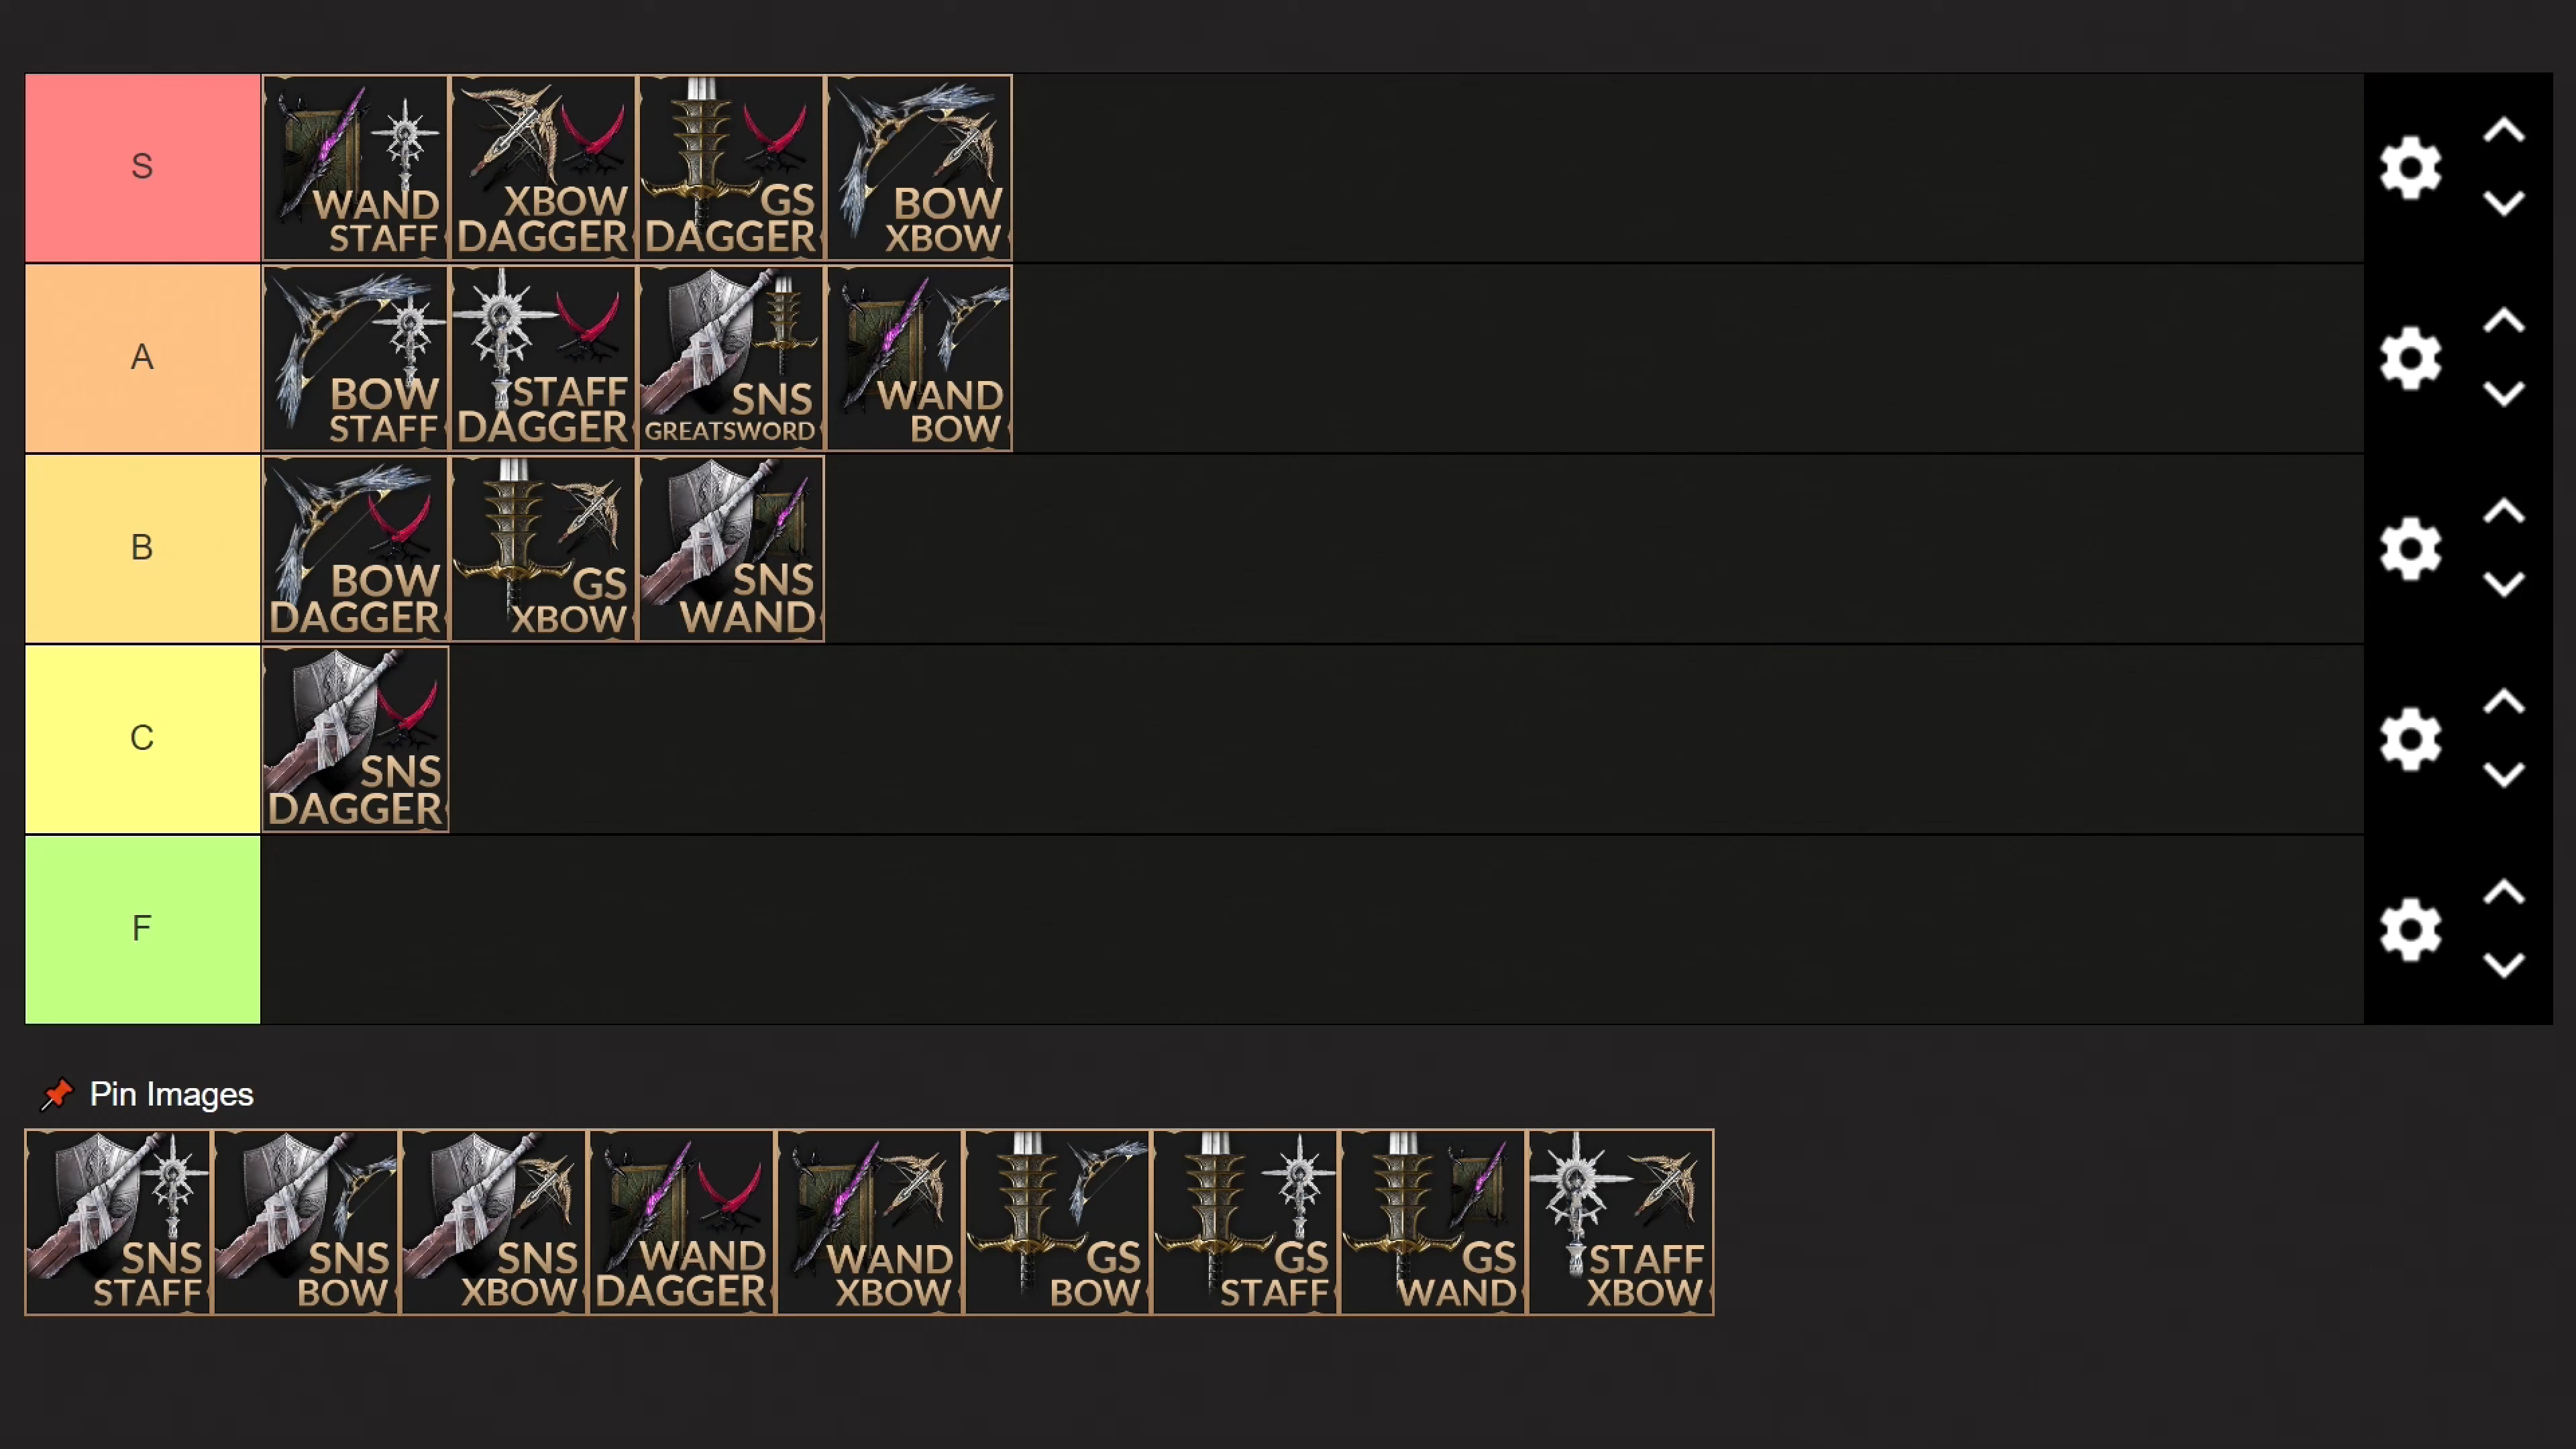 S
WAND
STAFF
XBOW
DAGGER
GS
DAGGER
BOW
XBOW
A
BOW
STAFF
STAFF
DAGGER
SNS
GREATSWORD
WAND
BOW
B
BOW
DAGGER
GS
XBOW
SNS
WAND
C
SNS
DAGGER
F
Pin Images
SNS
STAFF
SNS
BOW
SNS
XBOW
WAND
DAGGER
WAND
XBOW
GS
BOW
GS
STAFF
GS
WAND
STAFF
XBOW